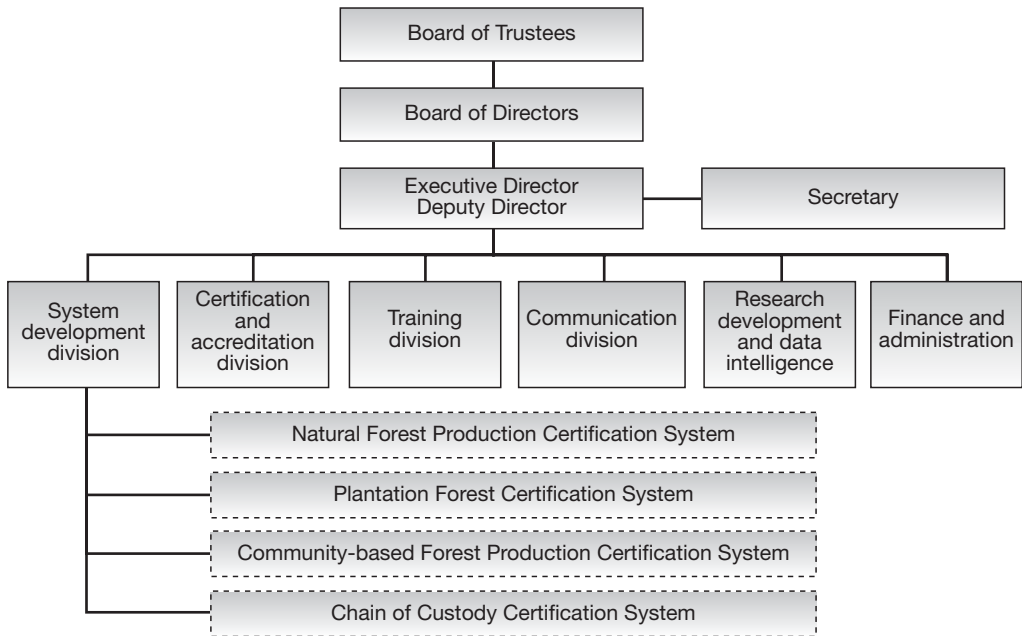 Board of Trustees
Board of Directors
Executive Director
Deputy Director
Secretary
System
development
division
Certification
and
accreditation
division
Training
division
Communication
division
Research
development
and data
intelligence
Finance and
administration
Natural Forest Production Certification System
Plantation Forest Certification System
Community-based Forest Production Certification System
Chain of Custody Certification System